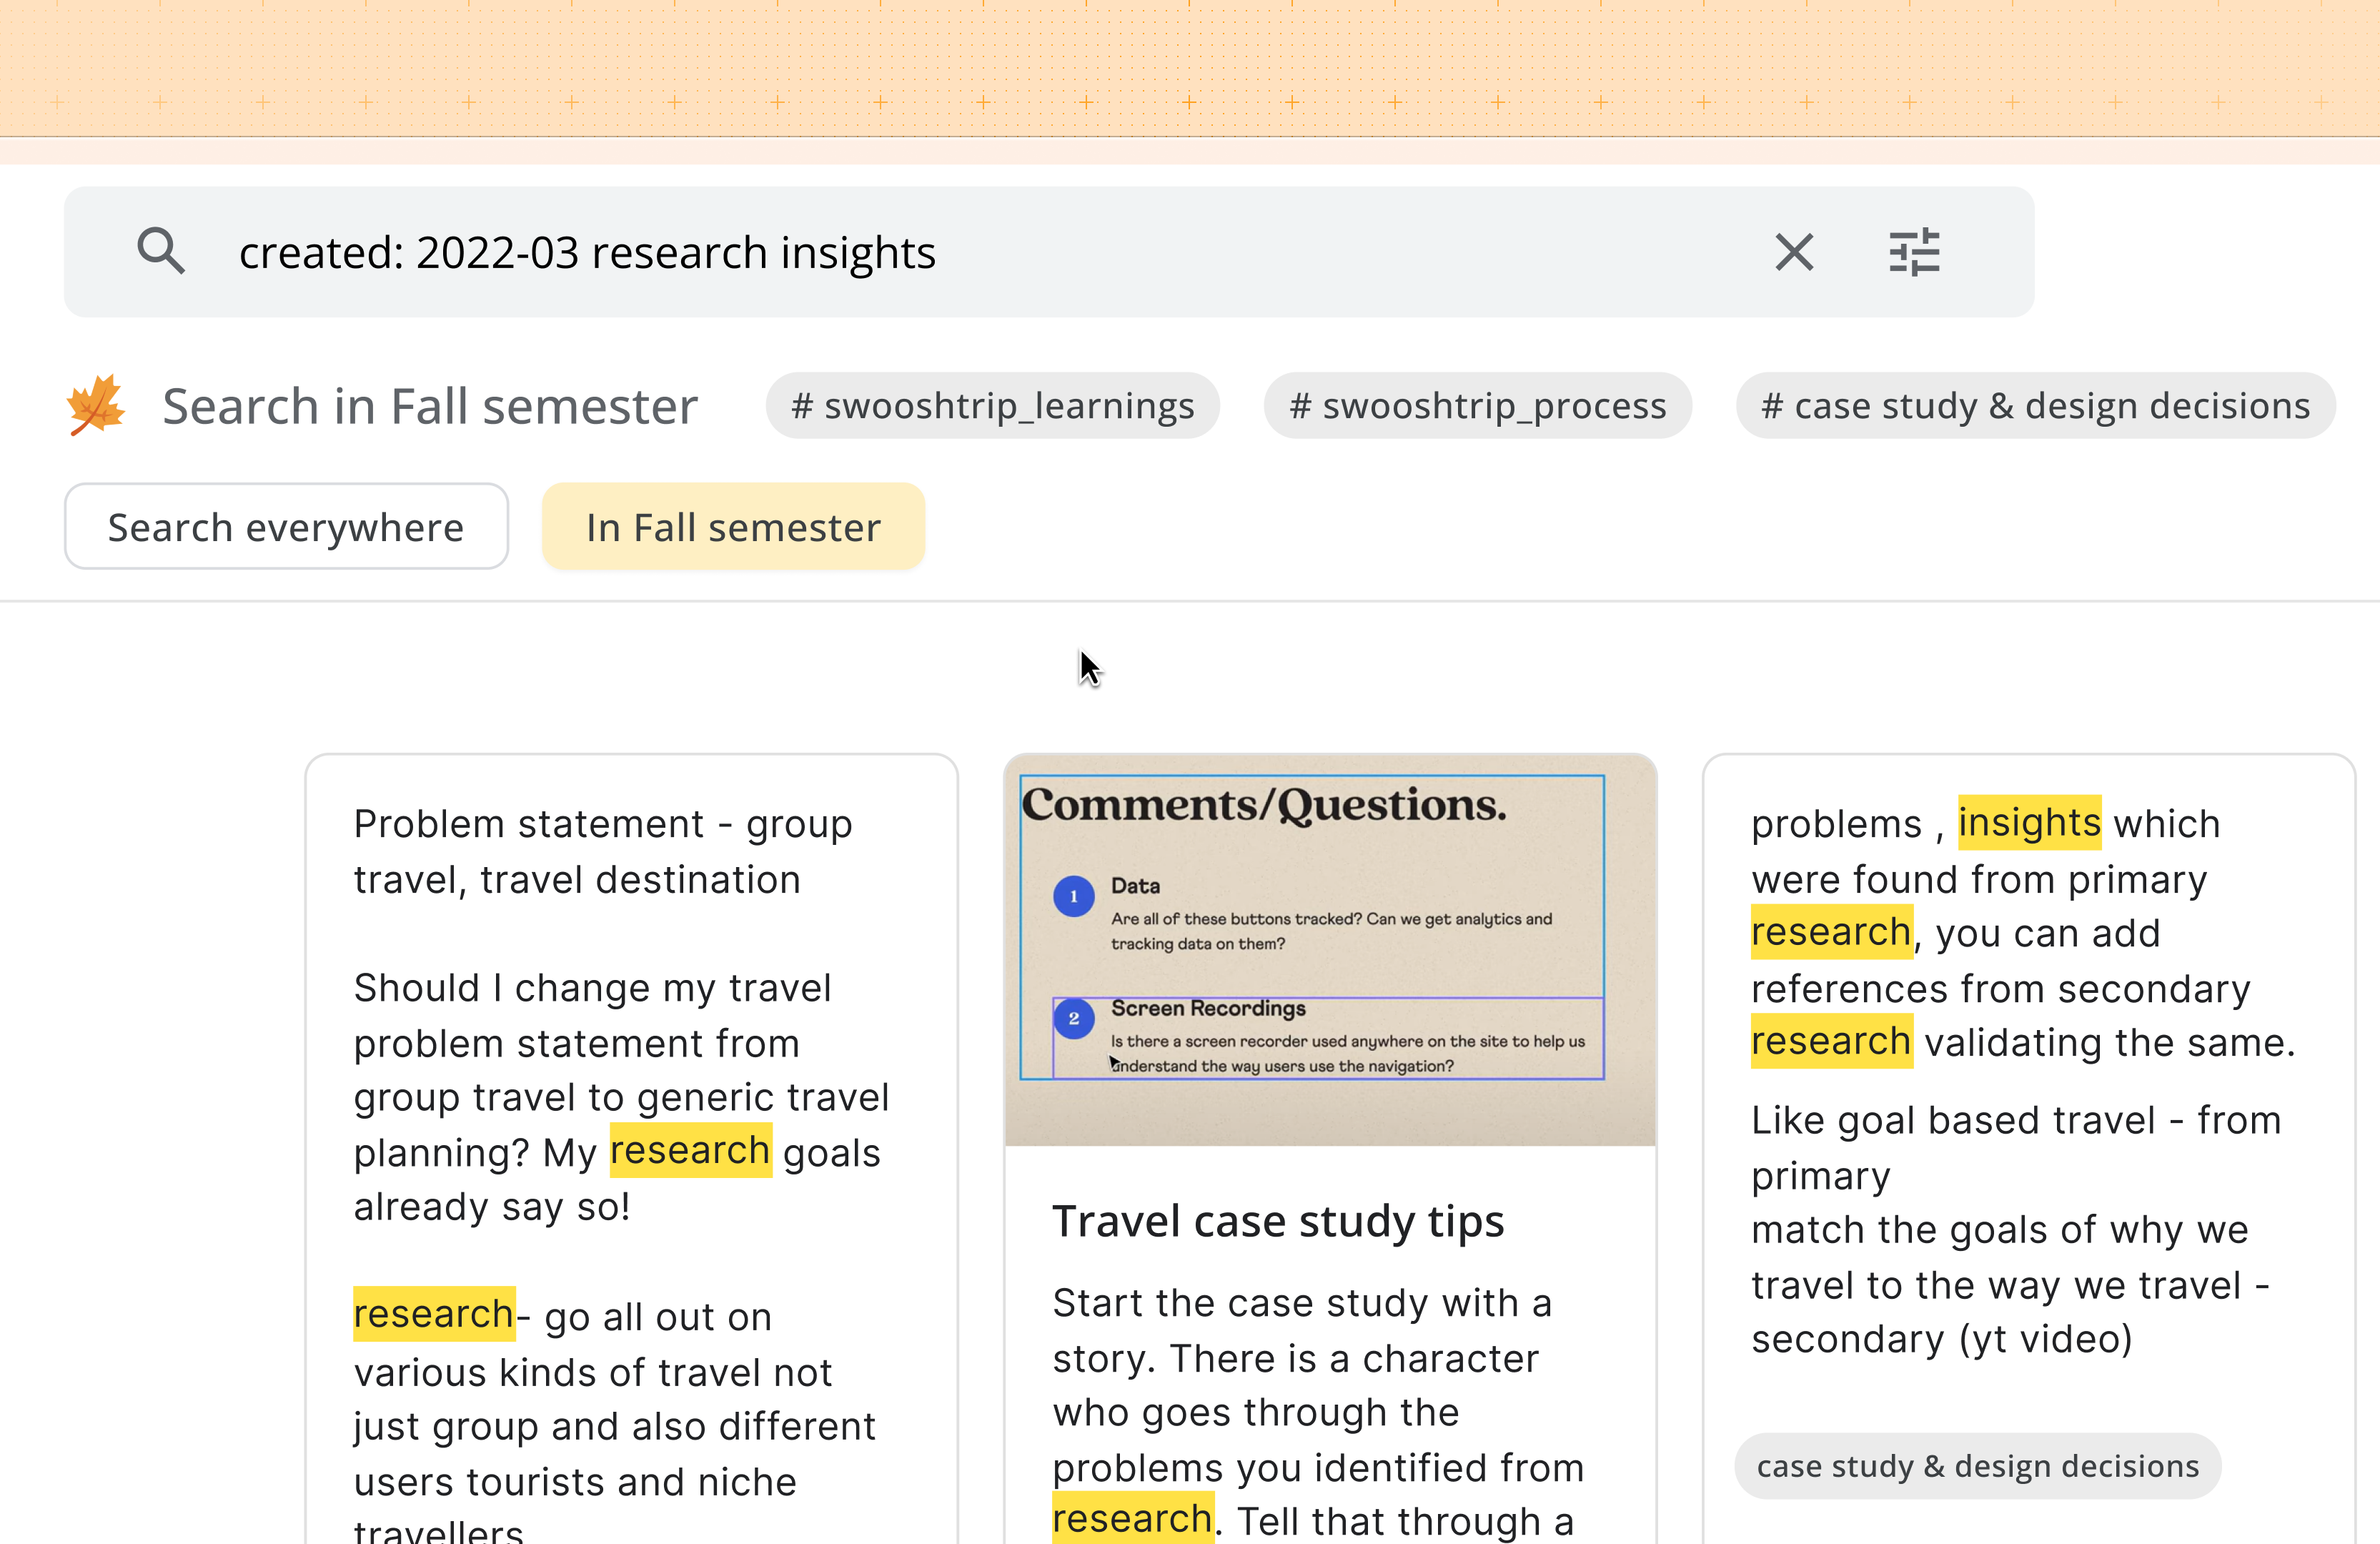 created: 2022-03 research insights
Search in Fall semester
# swooshtrip_learnings
# swooshtrip_process
# case study & design decisions
Search everywhere
In Fall semester
Problem statement - group
travel, travel destination
Should I change my travel
problem statement from
group travel to generic travel
planning? My research goals
already say so!
research- go all out on
various kinds of travel not
just group and also different
users tourists and niche
travellers
Comments/Questions.
1
Data
Are all of these buttons tracked? Can we get analytics and
tracking data on them?
2
Screen Recordings
Is there a screen recorder used anywhere on the site to help us
understand the way users use the navigation?
Travel case study tips
Start the case study with a
story. There is a character
who goes through the
problems you identified from
research. Tell that through a
problems , insights which
were found from primary
research, you can add
references from secondary
research validating the same.
Like goal based travel - from
primary
match the goals of why we
travel to the way we travel -
secondary (yt video)
case study & design decisions